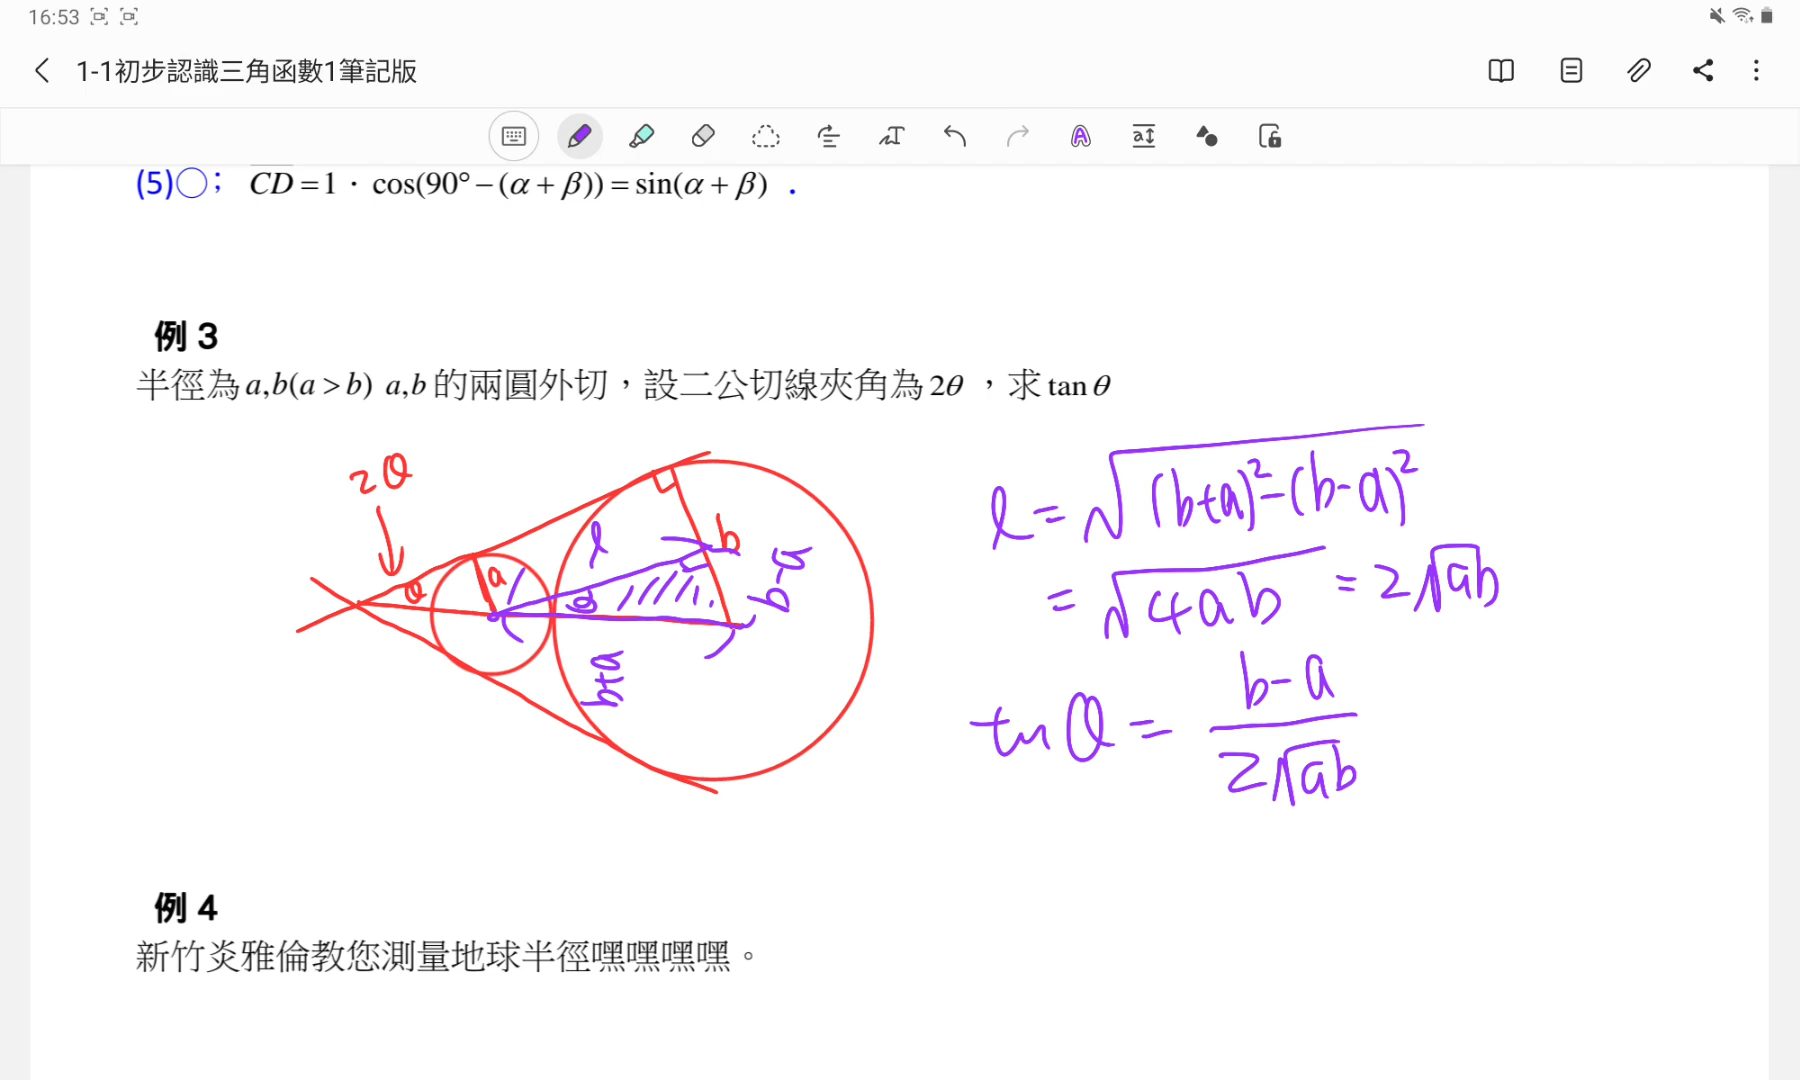 16:53
1-1初步認識三角函數1筆記版
(5)○； CD = 1 · cos(90° − (α + β)) = sin(α + β) .
例 3
半徑為 a,b(a > b) a,b 的兩圓外切，設二公切線夾角為 2θ ，求 tan θ
2θ
θ
a
l
b
b-a
θ
b+a
l = √(b+a)²-(b-a)²
= √4ab = 2√ab
tnθ = b-a / 2√ab
例 4
新竹炎雅倫教您測量地球半徑嘿嘿嘿嘿。